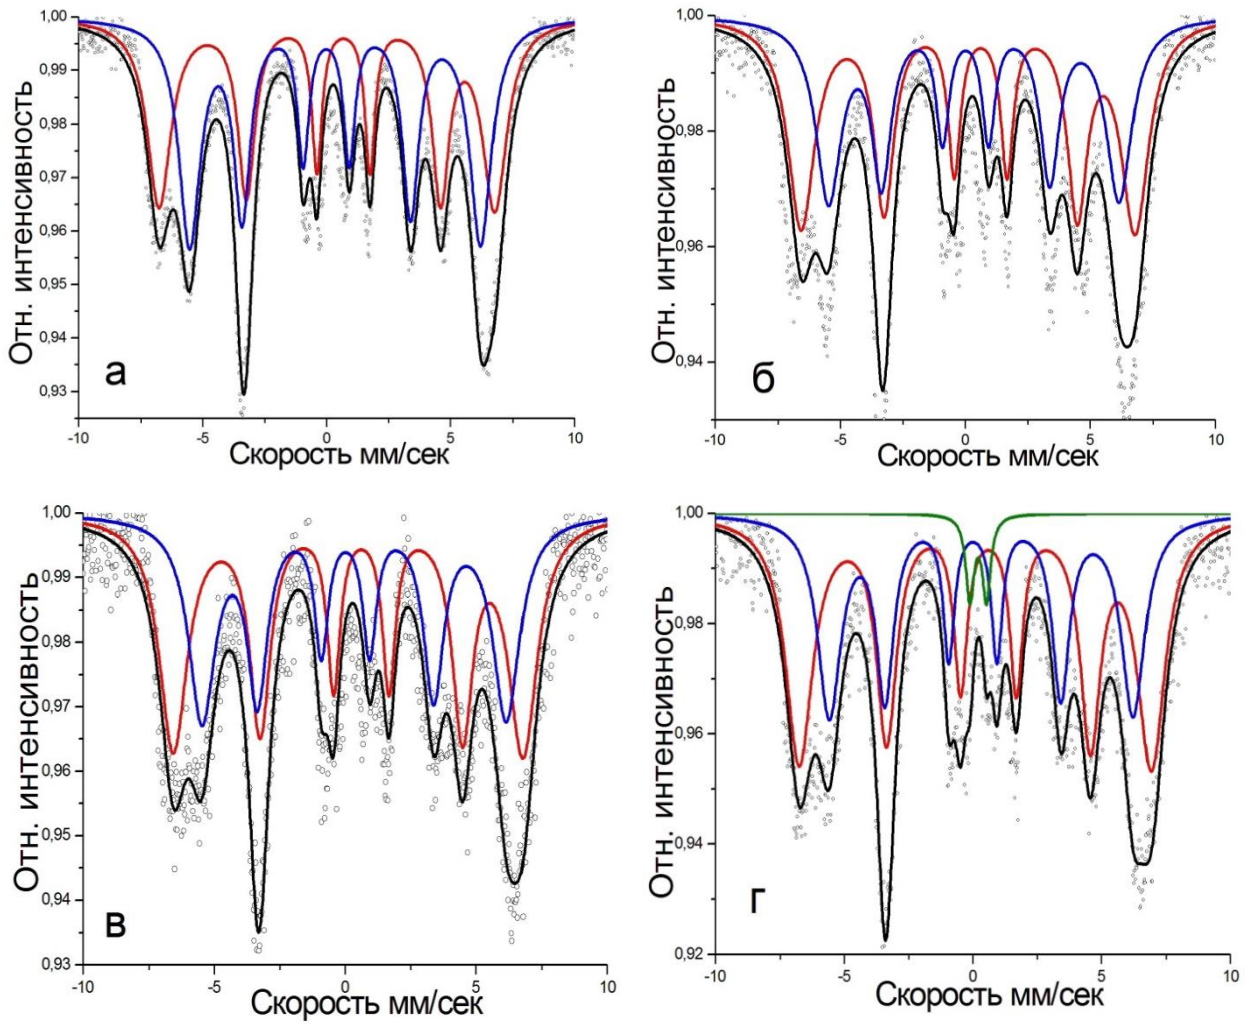 1,00
0,99
0,98
0,97
0,96
0,95
0,94
0,93
Отн. интенсивность
а
-10 -5 0 5 10
Скорость мм/сек
1,00
0,98
0,96
0,94
Отн. интенсивность
б
-10 -5 0 5 10
Скорость мм/сек
1,00
0,99
0,98
0,97
0,96
0,95
0,94
0,93
Отн. интенсивность
в
-10 -5 0 5 10
Скорость мм/сек
1,00
0,98
0,96
0,94
0,92
Отн. интенсивность
г
-10 -5 0 5 10
Скорость мм/сек